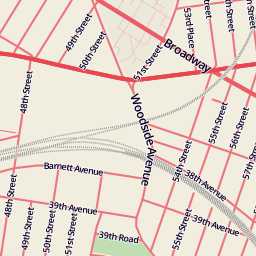 49th Street
50th Street
51st Street
Broadway
53rd Place
48th Street
Woodside Avenue
55th Street
56th Street
57th
Barnett Avenue
54th Street
38th Avenue
48th Street
39th Avenue
49th Street
50th Street
51st Street
39th Road
55th Street
39th Avenue